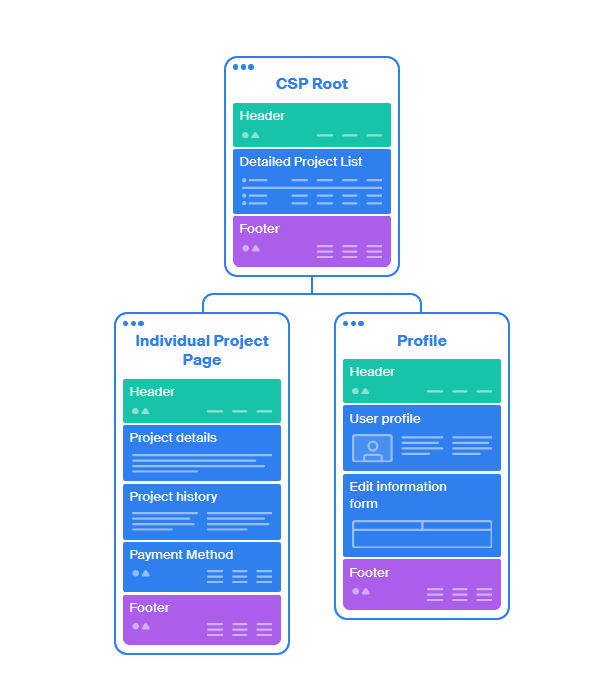 CSP Root
Header
Detailed Project List
Footer
Individual Project
Page
Header
Project details
Project history
Payment Method
Footer
Profile
Header
User profile
Edit information
form
Footer